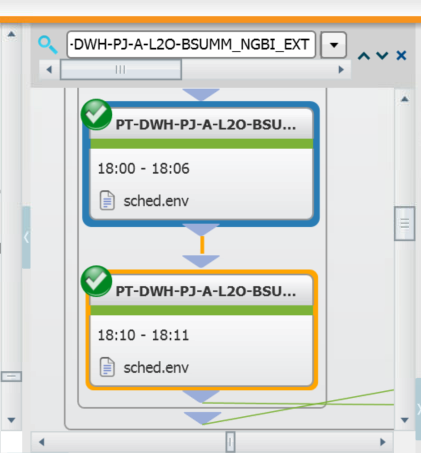 -DWH-PJ-A-L2O-BSUMM_NGBI_EXT
PT-DWH-PJ-A-L2O-BSU...
18:00 - 18:06
sched.env
PT-DWH-PJ-A-L2O-BSU...
18:10 - 18:11
sched.env